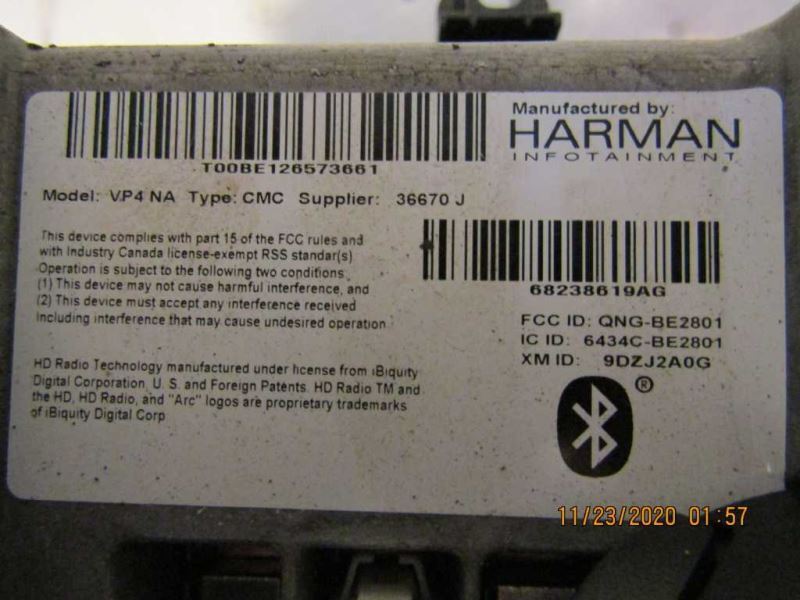 Manufactured by:
HARMAN
INFOTAINMENT
T00BE126573661
Model: VP4 NA Type: CMC Supplier: 36670 J
This device complies with part 15 of the FCC rules and
with Industry Canada license-exempt RSS standar(s)
Operation is subject to the following two conditions
(1) This device may not cause harmful interference, and
(2) This device must accept any interference received
including interference that may cause undesired operation
68238619AG
FCC ID: QNG-BE2801
IC ID: 6434C-BE2801
XM ID: 9DZJ2A0G
HD Radio Technology manufactured under license from iBiquity
Digital Corporation, U.S. and Foreign Patents. HD Radio TM and
the HD, HD Radio, and "Arc" logos are proprietary trademarks
of iBiquity Digital Corp
®
11/23/2020 01:57